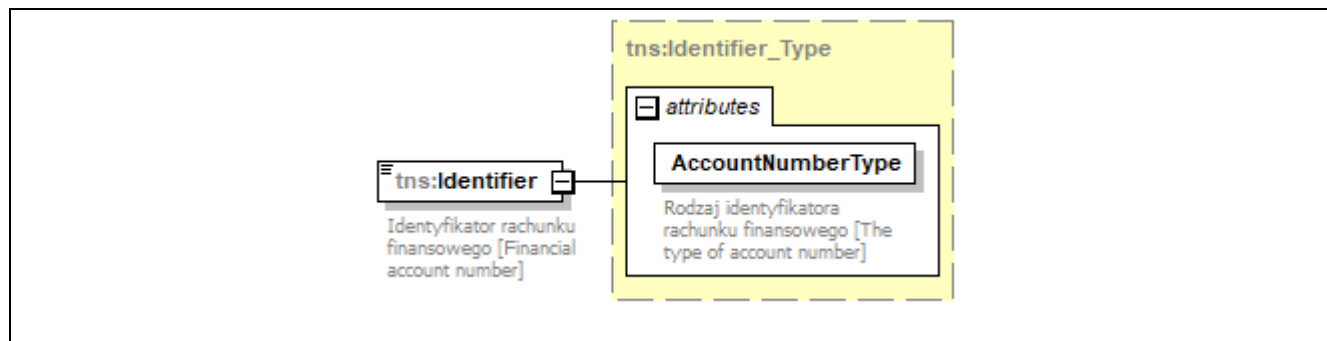 tns:Identifier_Type
attributes
AccountNumberType
Rodzaj identyfikatora
rachunku finansowego [The
type of account number]
tns:Identifier
Identyfikator rachunku
finansowego [Financial
account number]